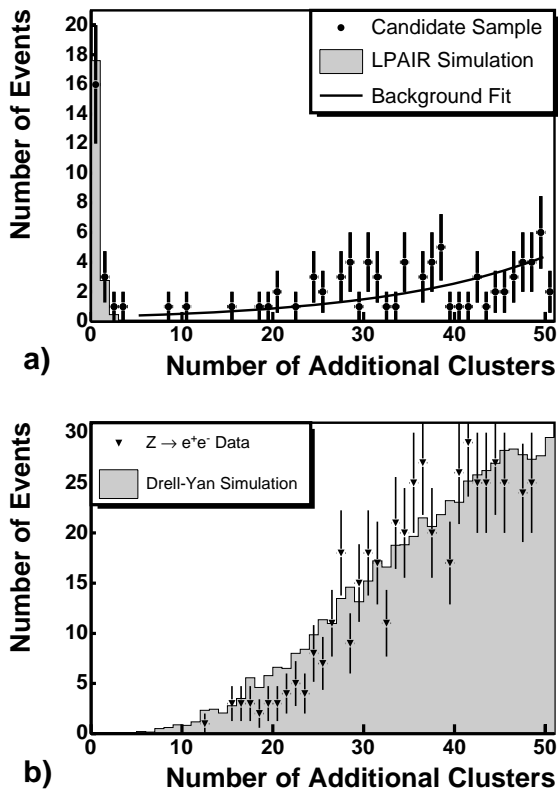 Candidate Sample
LPAIR Simulation
Background Fit
Number of Events
20
18
16
14
12
10
8
6
4
2
0
0 10 20 30 40 50
Number of Additional Clusters
a)
Z → e⁺e⁻ Data
Drell-Yan Simulation
Number of Events
30
25
20
15
10
5
0
0 10 20 30 40 50
Number of Additional Clusters
b)